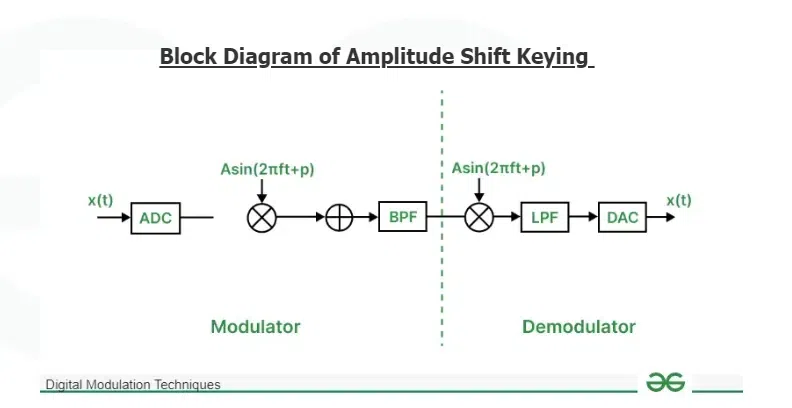 Block Diagram of Amplitude Shift Keying
Asin(2πft+p)
Asin(2πft+p)
x(t)
x(t)
ADC
BPF
LPF
DAC
Modulator
Demodulator
Digital Modulation Techniques